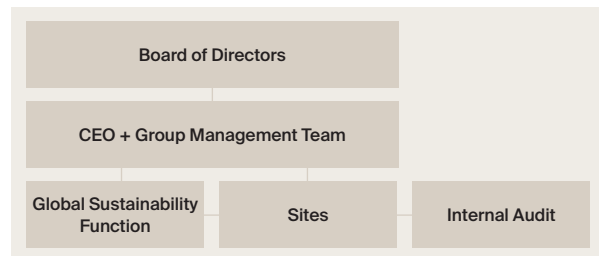 Board of Directors
CEO + Group Management Team
Global Sustainability
Function
Sites
Internal Audit